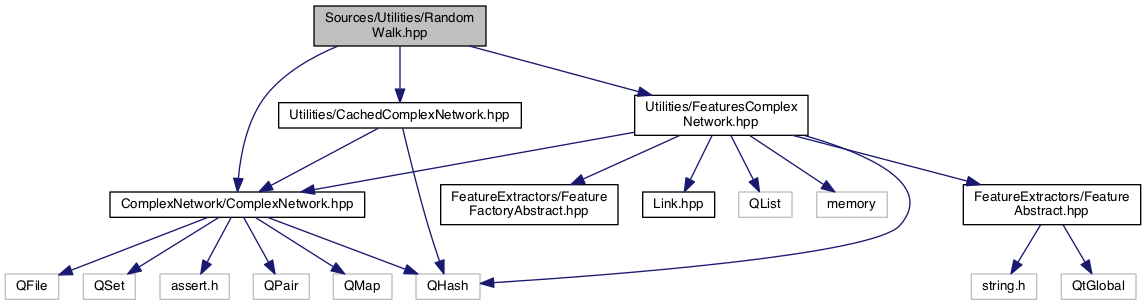 Sources/Utilities/Random
Walk.hpp
Utilities/CachedComplexNetwork.hpp
Utilities/FeaturesComplex
Network.hpp
ComplexNetwork/ComplexNetwork.hpp
FeatureExtractors/Feature
FactoryAbstract.hpp
Link.hpp
QList
memory
FeatureExtractors/Feature
Abstract.hpp
QFile
QSet
assert.h
QPair
QMap
QHash
string.h
QtGlobal